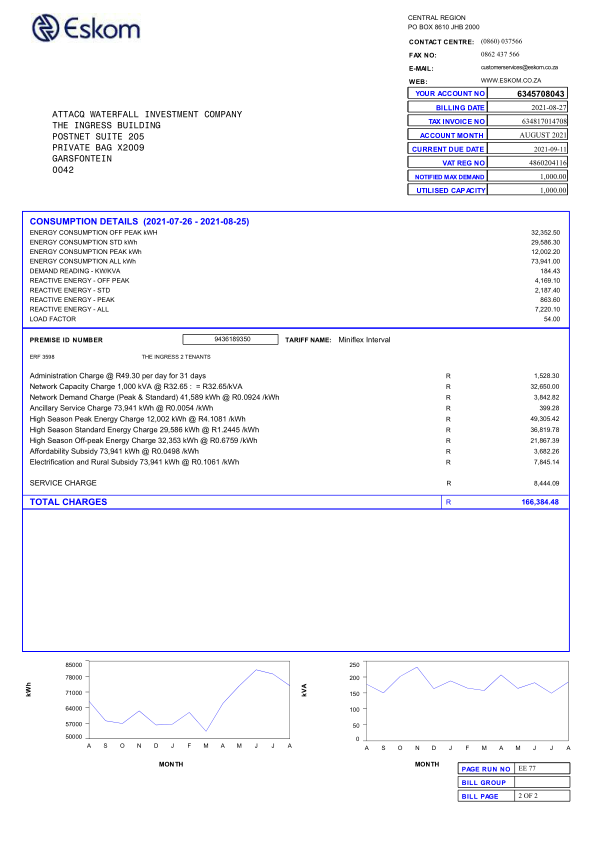 Eskom
CENTRAL REGION
PO BOX 8610 JHB 2000
CONTACT CENTRE: (0860) 037566
FAX NO: 0862 437 566
E-MAIL: customerservices@eskom.co.za
WEB: WWW.ESKOM.CO.ZA
YOUR ACCOUNT NO 6345708043
BILLING DATE 2021-08-27
TAX INVOICE NO 634817014708
ACCOUNT MONTH AUGUST 2021
CURRENT DUE DATE 2021-09-11
VAT REG NO 4860204116
NOTIFIED MAX DEMAND 1,000.00
UTILISED CAPACITY 1,000.00
ATTACQ WATERFALL INVESTMENT COMPANY
THE INGRESS BUILDING
POSTNET SUITE 205
PRIVATE BAG X2009
GARSFONTEIN
0042
CONSUMPTION DETAILS (2021-07-26 - 2021-08-25)
ENERGY CONSUMPTION OFF PEAK kWH 32,352.50
ENERGY CONSUMPTION STD kWh 29,586.30
ENERGY CONSUMPTION PEAK kWh 12,002.20
ENERGY CONSUMPTION ALL kWh 73,941.00
DEMAND READING - KW/KVA 184.43
REACTIVE ENERGY - OFF PEAK 4,169.10
REACTIVE ENERGY - STD 2,187.40
REACTIVE ENERGY - PEAK 863.60
REACTIVE ENERGY - ALL 7,220.10
LOAD FACTOR 54.00
PREMISE ID NUMBER 9436189350 TARIFF NAME: Miniflex Interval
ERF 3598 THE INGRESS 2 TENANTS
Administration Charge @ R49.30 per day for 31 days R 1,528.30
Network Capacity Charge 1,000 kVA @ R32.65 : = R32.65/kVA R 32,650.00
Network Demand Charge (Peak & Standard) 41,589 kWh @ R0.0924 /kWh R 3,842.82
Ancillary Service Charge 73,941 kWh @ R0.0054 /kWh R 399.28
High Season Peak Energy Charge 12,002 kWh @ R4.1081 /kWh R 49,305.42
High Season Standard Energy Charge 29,586 kWh @ R1.2445 /kWh R 36,819.78
High Season Off-peak Energy Charge 32,353 kWh @ R0.6759 /kWh R 21,867.39
Affordability Subsidy 73,941 kWh @ R0.0498 /kWh R 3,682.26
Electrification and Rural Subsidy 73,941 kWh @ R0.1061 /kWh R 7,845.14
SERVICE CHARGE R 8,444.09
TOTAL CHARGES R 166,384.48
kWh
85000
78000
71000
64000
57000
50000
A S O N D J F M A M J J A
MONTH
kVA
250
200
150
100
50
0
A S O N D J F M A M J J A
MONTH
PAGE RUN NO EE 77
BILL GROUP
BILL PAGE 2 OF 2